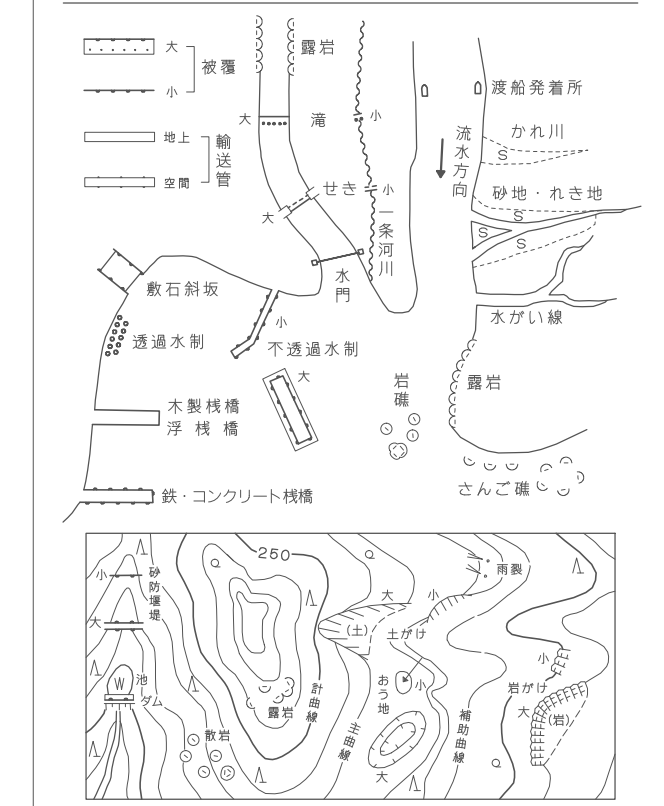 大
被覆
小
地上
輸送管
空間
露岩
大
滝
小
せき
小
大
一条河川
水門
流水方向
渡船発着所
かれ川
S
砂地・れき地
S
S
S
水がい線
敷石斜坂
透過水制
小
不透過水制
大
木製桟橋
浮桟橋
鉄・コンクリート桟橋
岩礁
露岩
さんご礁
250
小
砂防堰堤
大
W
池
ダム
露岩
散岩
計曲線
主曲線
大
小
(土)
土がけ
雨裂
おう地
小
大
補助曲線
小
岩がけ
大
(岩)